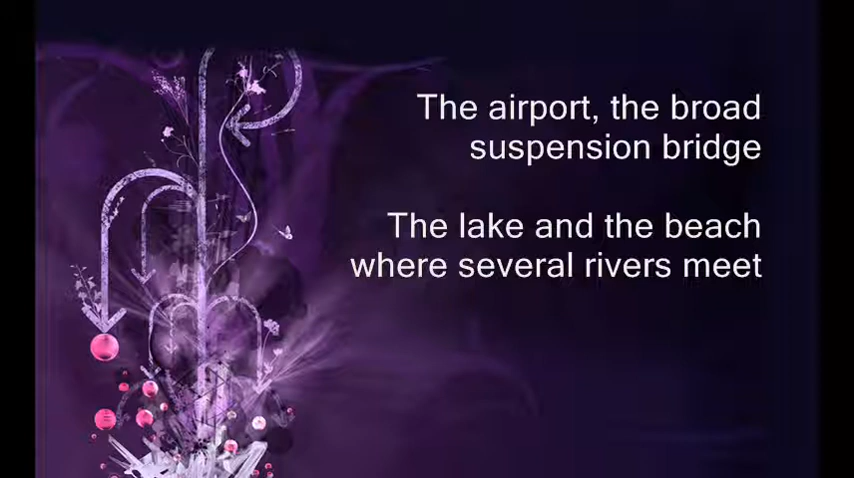 The airport, the broad
suspension bridge
The lake and the beach
where several rivers meet